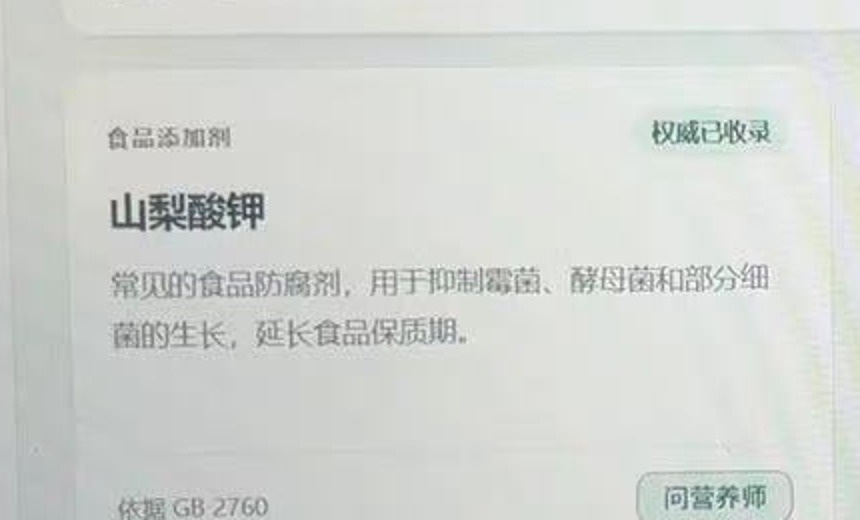 食品添加剂
权威已收录
山梨酸钾
常见的食品防腐剂，用于抑制霉菌、酵母菌和部分细
菌的生长，延长食品保质期。
依据 GB 2760
问营养师